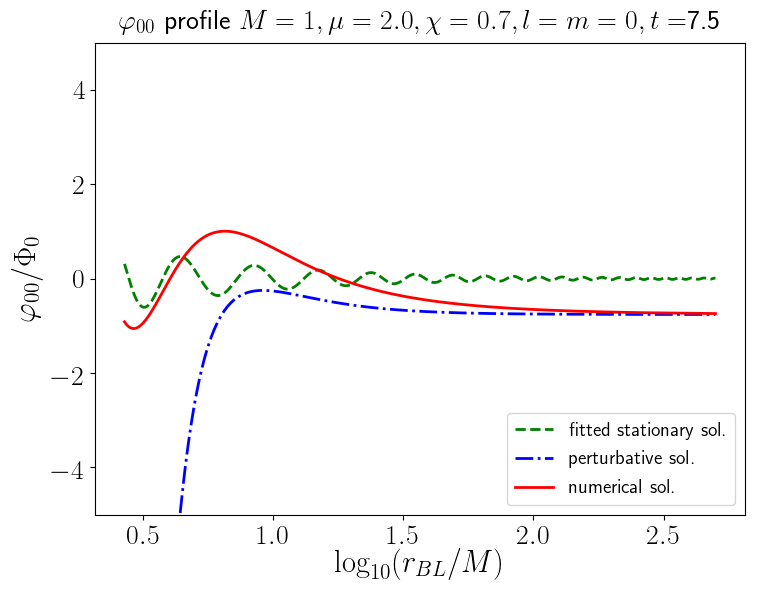 φ₀₀ profile M = 1, μ = 2.0, χ = 0.7, l = m = 0, t =7.5
φ₀₀/Φ₀
4
2
0
−2
−4
fitted stationary sol.
perturbative sol.
numerical sol.
0.5 1.0 1.5 2.0 2.5
log₁₀(r_BL/M)